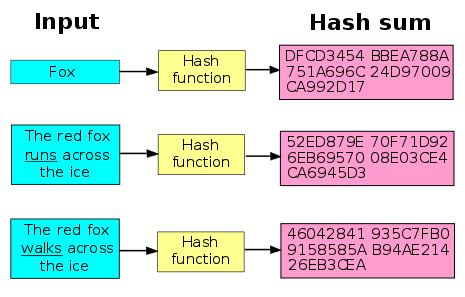 Input
Hash sum
Fox
Hash
function
DFCD3454 BBEA788A
751A696C 24D97009
CA992D17
The red fox
runs across
the ice
Hash
function
52ED879E 70F71D92
6EB69570 08E03CE4
CA6945D3
The red fox
walks across
the ice
Hash
function
46042841 935C7FB0
9158585A B94AE214
26EB3CEA